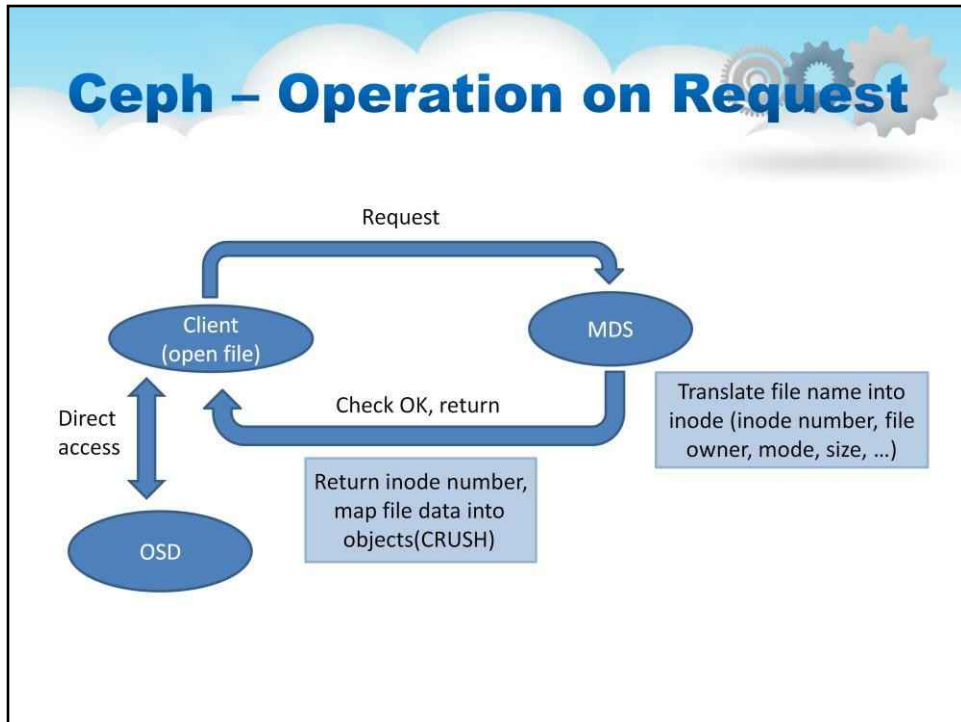 Ceph – Operation on Request
Request
Client
(open file)
MDS
Direct
access
Check OK, return
Translate file name into
inode (inode number, file
owner, mode, size, …)
Return inode number,
map file data into
objects(CRUSH)
OSD